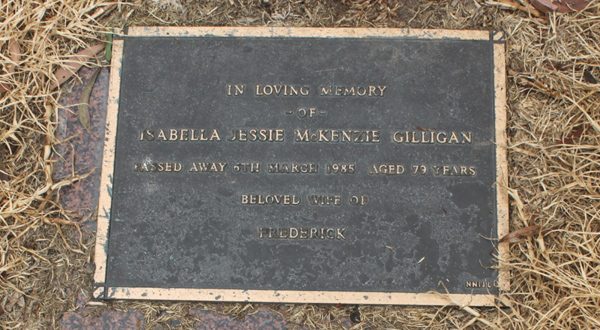 IN LOVING MEMORY
– OF –
ISABELLA JESSIE McKENZIE GILLIGAN
PASSED AWAY 6TH MARCH 1985 AGED 79 YEARS
BELOVED WIFE OF
FREDERICK